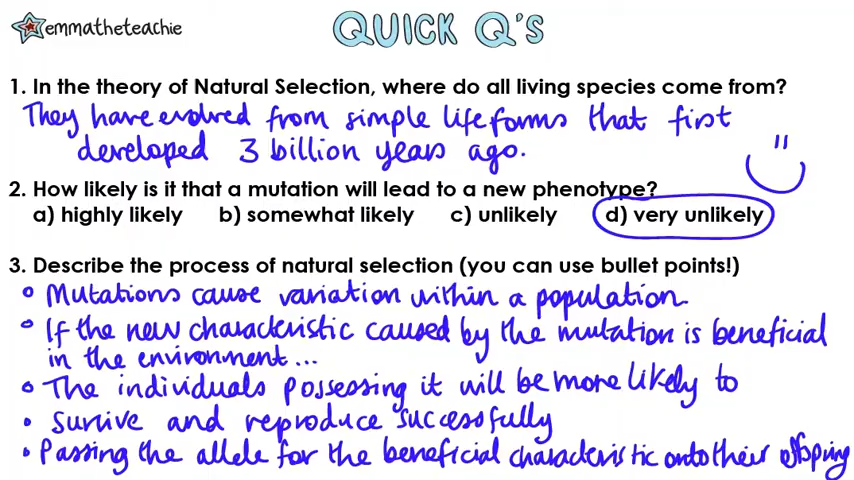 emmatheteachie
QUICK Q'S
1. In the theory of Natural Selection, where do all living species come from?
They have evolved from simple life forms that first
developed 3 billion years ago.
2. How likely is it that a mutation will lead to a new phenotype?
a) highly likely b) somewhat likely c) unlikely d) very unlikely
3. Describe the process of natural selection (you can use bullet points!)
• Mutations cause variation within a population.
• If the new characteristic caused by the mutation is beneficial
in the environment...
• The individuals possessing it will be more likely to
• survive and reproduce successfully
• Passing the allele for the beneficial characteristic onto their offspring